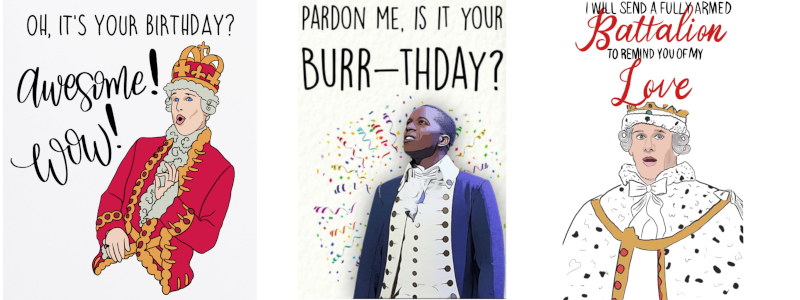 OH, IT'S YOUR BIRTHDAY?
Awesome!
Wow!
PARDON ME, IS IT YOUR
BURR—THDAY?
I WILL SEND A FULLY ARMED
Battalion
TO REMIND YOU OF MY
Love